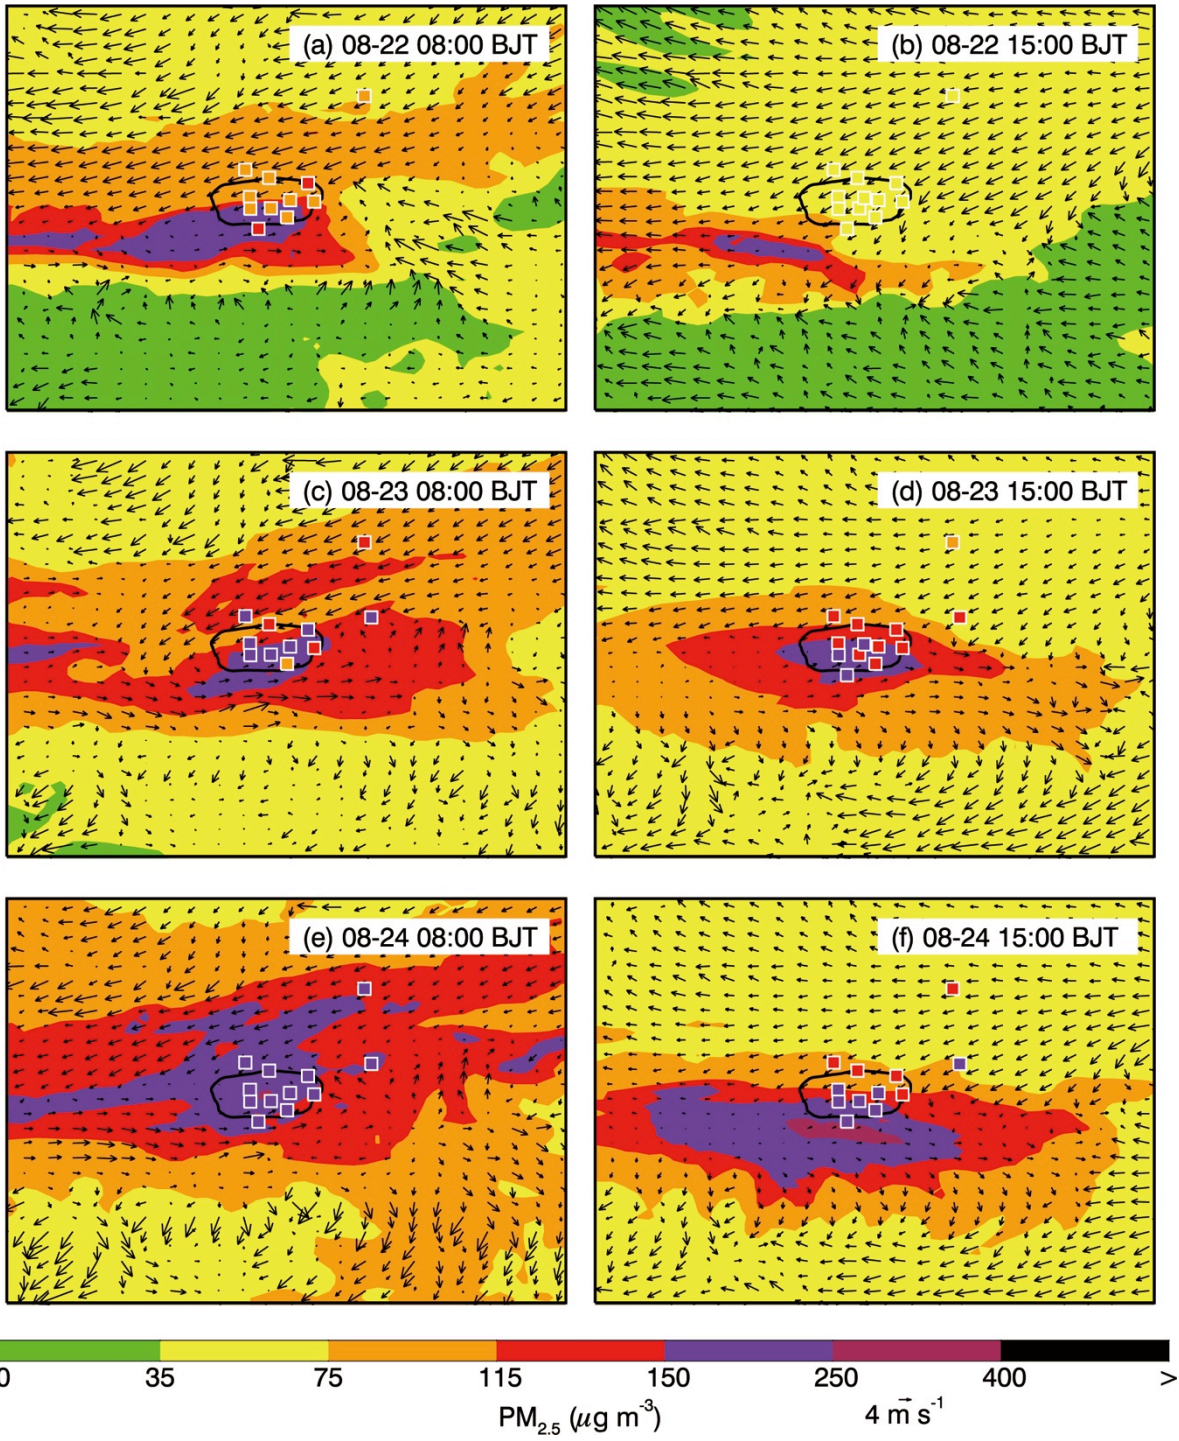 (a) 08-22 08:00 BJT
(b) 08-22 15:00 BJT
(c) 08-23 08:00 BJT
(d) 08-23 15:00 BJT
(e) 08-24 08:00 BJT
(f) 08-24 15:00 BJT
0 35 75 115 150 250 400 >
PM2.5 (μg m-3) 4 m s-1